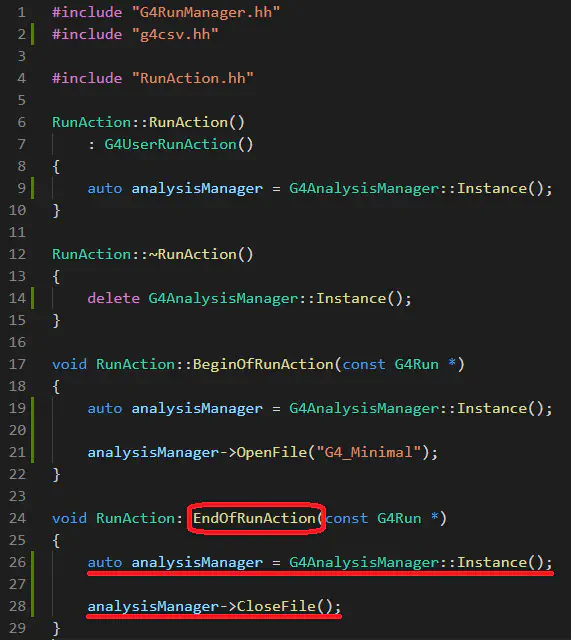 1 #include "G4RunManager.hh"
2 #include "g4csv.hh"
3
4 #include "RunAction.hh"
5
6 RunAction::RunAction()
7     : G4UserRunAction()
8 {
9     auto analysisManager = G4AnalysisManager::Instance();
10 }
11
12 RunAction::~RunAction()
13 {
14     delete G4AnalysisManager::Instance();
15 }
16
17 void RunAction::BeginOfRunAction(const G4Run *)
18 {
19     auto analysisManager = G4AnalysisManager::Instance();
20
21     analysisManager->OpenFile("G4_Minimal");
22 }
23
24 void RunAction: EndOfRunAction(const G4Run *)
25 {
26     auto analysisManager = G4AnalysisManager::Instance();
27
28     analysisManager->CloseFile();
29 }